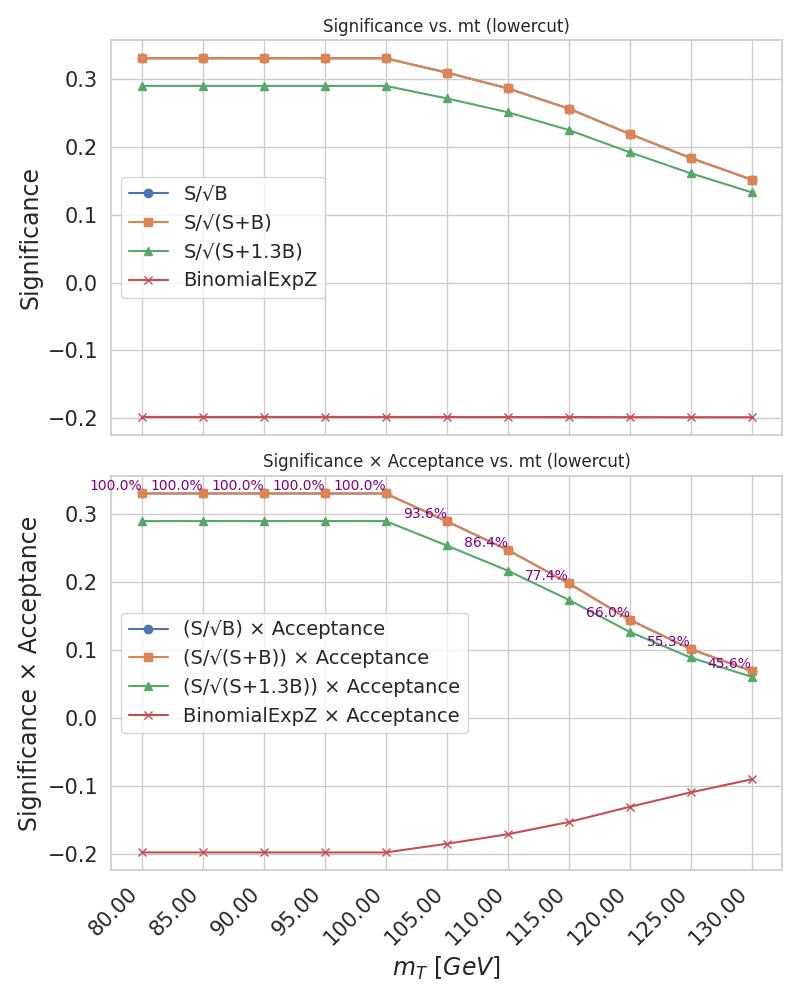 Significance vs. mt (lowercut)
Significance
0.3
0.2
0.1
0.0
−0.1
−0.2
S/√B
S/√(S+B)
S/√(S+1.3B)
BinomialExpZ
Significance × Acceptance vs. mt (lowercut)
Significance × Acceptance
0.3
0.2
0.1
0.0
−0.1
−0.2
100.0% 100.0% 100.0% 100.0% 100.0%
93.6%
86.4%
77.4%
66.0%
55.3%
45.6%
(S/√B) × Acceptance
(S/√(S+B)) × Acceptance
(S/√(S+1.3B)) × Acceptance
BinomialExpZ × Acceptance
80.00 85.00 90.00 95.00 100.00 105.00 110.00 115.00 120.00 125.00 130.00
m_T [GeV]